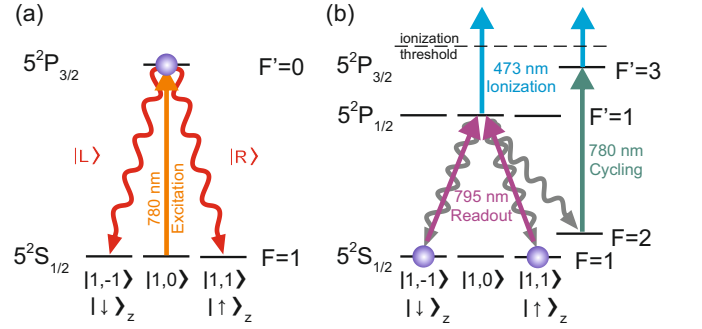 (a)
5²P₃/₂
F'=0
|L⟩
|R⟩
780 nm
Excitation
5²S₁/₂
F=1
|1,-1⟩ |1,0⟩ |1,1⟩
|↓⟩z
|↑⟩z
(b)
ionization
threshold
5²P₃/₂
F'=3
473 nm
Ionization
5²P₁/₂
F'=1
780 nm
Cycling
795 nm
Readout
F=2
5²S₁/₂
F=1
|1,-1⟩ |1,0⟩ |1,1⟩
|↓⟩z
|↑⟩z